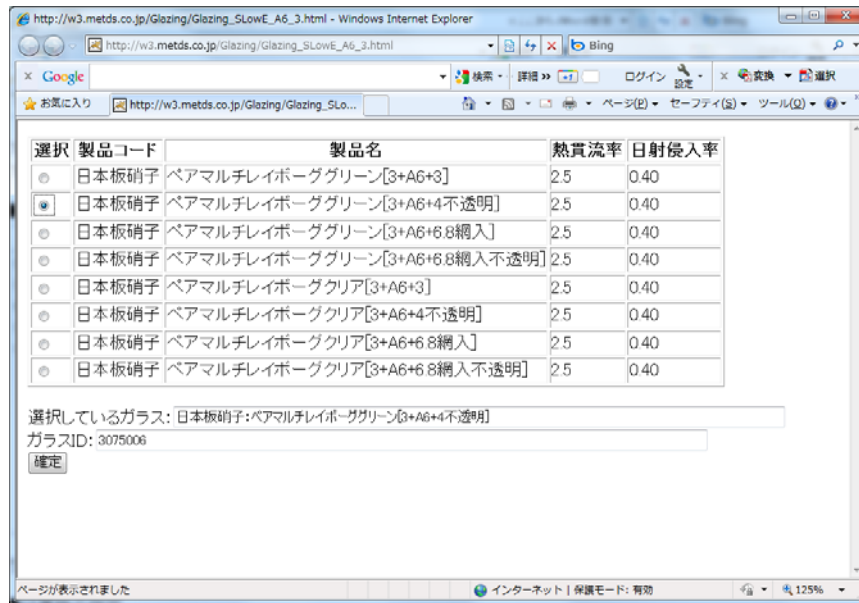 http://w3.metds.co.jp/Glazing/Glazing_SLowE_A6_3.html - Windows Internet Explorer
http://w3.metds.co.jp/Glazing/Glazing_SLowE_A6_3.html Bing
× Google 検索 詳細 » ログイン 設定 × 変換 選択
お気に入り http://w3.metds.co.jp/Glazing/Glazing_SLo... ページ(P) セーフティ(S) ツール(O)
選択 製品コード 製品名 熱貫流率 日射侵入率
日本板硝子 ペアマルチレイボーググリーン[3+A6+3] 2.5 0.40
日本板硝子 ペアマルチレイボーググリーン[3+A6+4不透明] 2.5 0.40
日本板硝子 ペアマルチレイボーググリーン[3+A6+6.8網入] 2.5 0.40
日本板硝子 ペアマルチレイボーググリーン[3+A6+6.8網入不透明] 2.5 0.40
日本板硝子 ペアマルチレイボーグクリア[3+A6+3] 2.5 0.40
日本板硝子 ペアマルチレイボーグクリア[3+A6+4不透明] 2.5 0.40
日本板硝子 ペアマルチレイボーグクリア[3+A6+6.8網入] 2.5 0.40
日本板硝子 ペアマルチレイボーグクリア[3+A6+6.8網入不透明] 2.5 0.40
選択しているガラス: 日本板硝子:ペアマルチレイボーググリーン[3+A6+4不透明]
ガラスID: 3075006
確定
ページが表示されました インターネット | 保護モード: 有効 125%